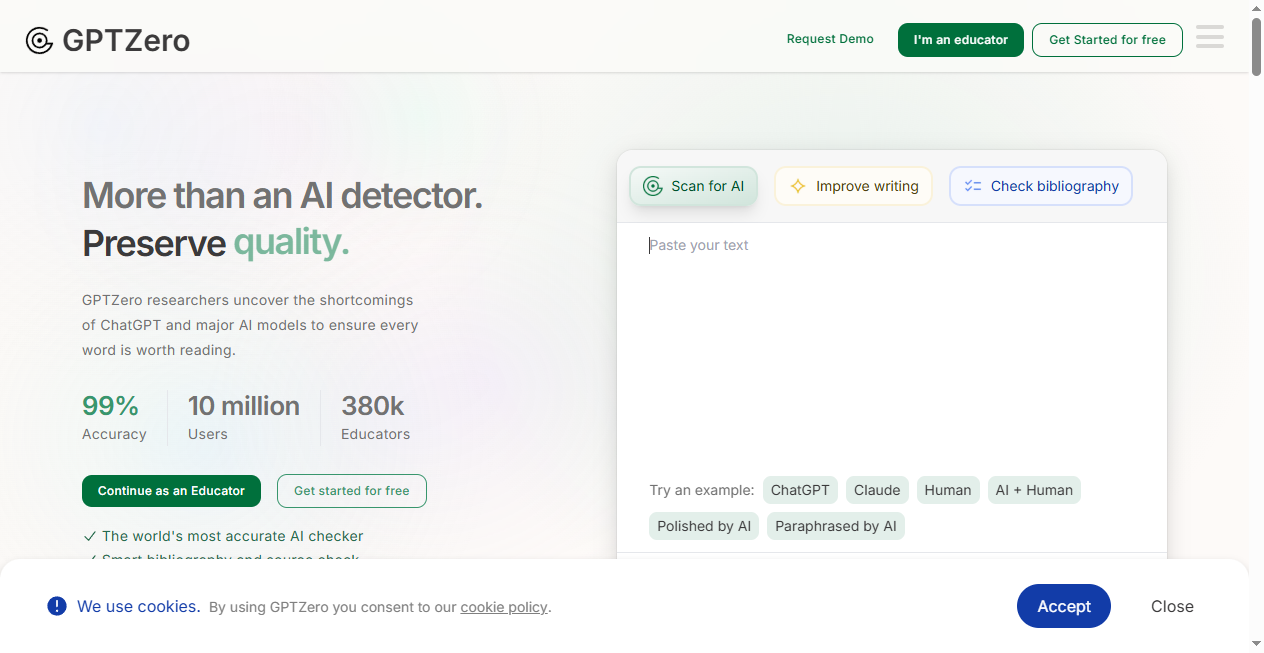 GPTZero
Request Demo
I'm an educator
Get Started for free
More than an AI detector.
Preserve quality.
GPTZero researchers uncover the shortcomings
of ChatGPT and major AI models to ensure every
word is worth reading.
99%
Accuracy
10 million
Users
380k
Educators
Continue as an Educator
Get started for free
The world's most accurate AI checker
Smart bibliography and source check
Scan for AI
Improve writing
Check bibliography
Paste your text
Try an example:
ChatGPT
Claude
Human
AI + Human
Polished by AI
Paraphrased by AI
We use cookies. By using GPTZero you consent to our cookie policy.
Accept
Close